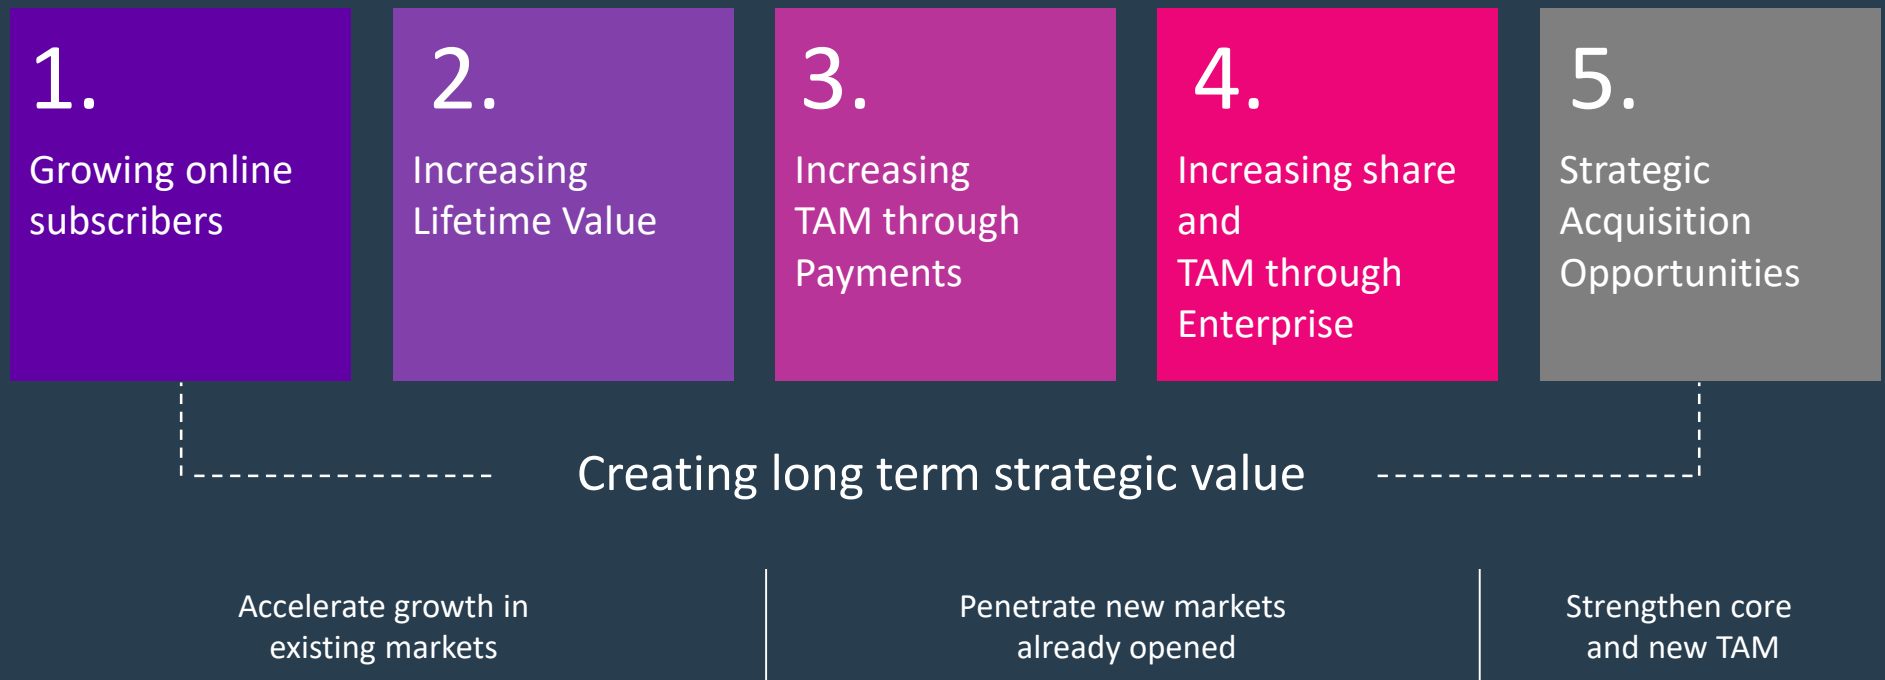 1.
Growing online
subscribers
2.
Increasing
Lifetime Value
3.
Increasing
TAM through
Payments
4.
Increasing share
and
TAM through
Enterprise
5.
Strategic
Acquisition
Opportunities
Creating long term strategic value
Accelerate growth in
existing markets
Penetrate new markets
already opened
Strengthen core
and new TAM